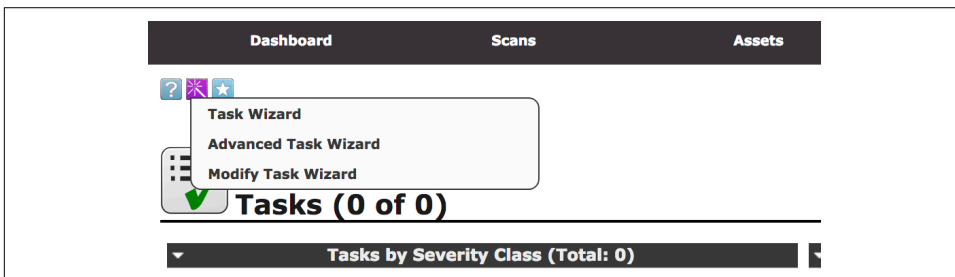 Dashboard Scans Assets
?
Task Wizard
Advanced Task Wizard
Modify Task Wizard
Tasks (0 of 0)
Tasks by Severity Class (Total: 0)